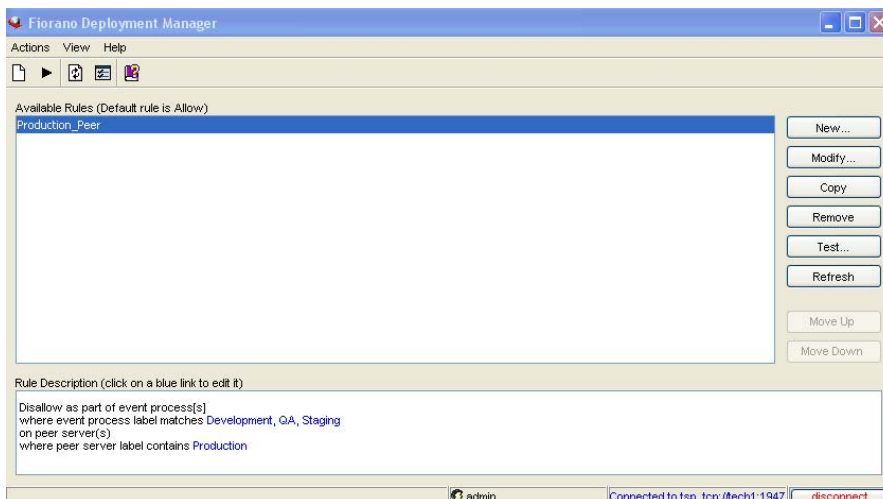 Fiorano Deployment Manager
Actions View Help
Available Rules (Default rule is Allow)
Production_Peer
New...
Modify...
Copy
Remove
Test...
Refresh
Move Up
Move Down
Rule Description (click on a blue link to edit it)
Disallow as part of event process[s]
where event process label matches Development, QA, Staging
on peer server(s)
where peer server label contains Production
admin
Connected to tsp_tcp://tech1:1947
disconnect